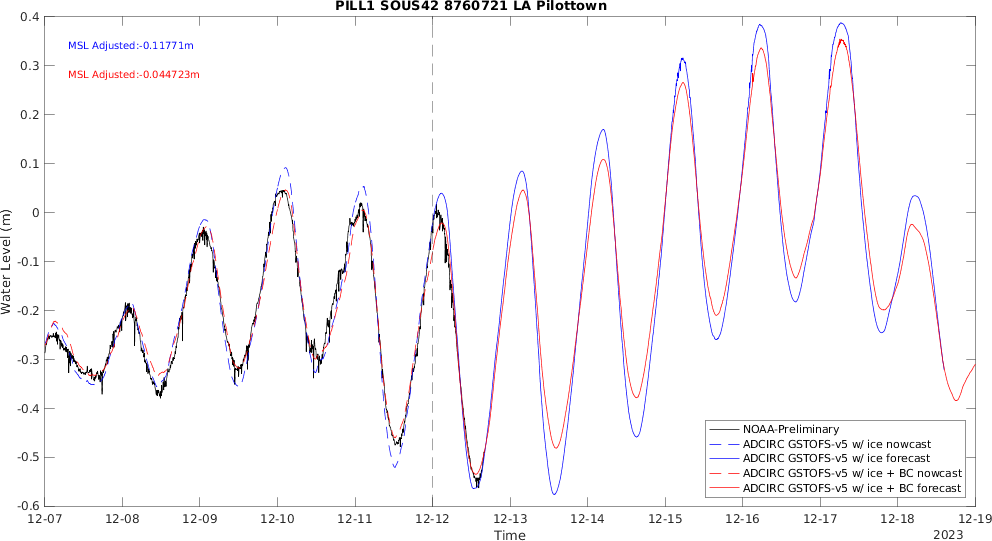 PILL1 SOUS42 8760721 LA Pilottown
MSL Adjusted:-0.11771m
MSL Adjusted:-0.044723m
Water Level (m)
0.4
0.3
0.2
0.1
0
-0.1
-0.2
-0.3
-0.4
-0.5
-0.6
NOAA-Preliminary
ADCIRC GSTOFS-v5 w/ ice nowcast
ADCIRC GSTOFS-v5 w/ ice forecast
ADCIRC GSTOFS-v5 w/ ice + BC nowcast
ADCIRC GSTOFS-v5 w/ ice + BC forecast
12-07 12-08 12-09 12-10 12-11 12-12 12-13 12-14 12-15 12-16 12-17 12-18 12-19
Time
2023